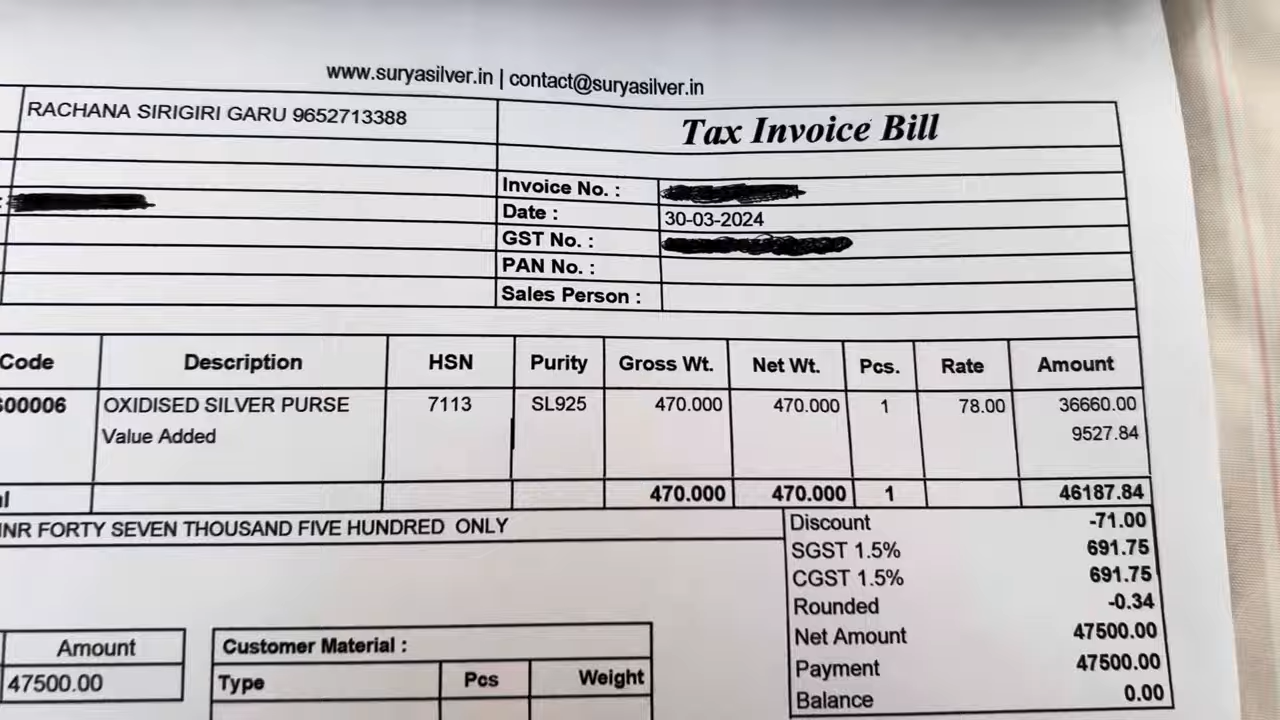 www.suryasilver.in | contact@suryasilver.in
RACHANA SIRIGIRI GARU 9652713388
Tax Invoice Bill
Invoice No. :
:
Date : 30-03-2024
GST No. :
PAN No. :
Sales Person :
Code Description HSN Purity Gross Wt. Net Wt. Pcs. Rate Amount
S00006 OXIDISED SILVER PURSE 7113 SL925 470.000 470.000 1 78.00 36660.00
Value Added 9527.84
470.000 470.000 1 46187.84
INR FORTY SEVEN THOUSAND FIVE HUNDRED ONLY
Discount -71.00
SGST 1.5% 691.75
CGST 1.5% 691.75
Rounded -0.34
Net Amount 47500.00
Payment 47500.00
Balance 0.00
Amount
47500.00
Customer Material :
Type Pcs Weight